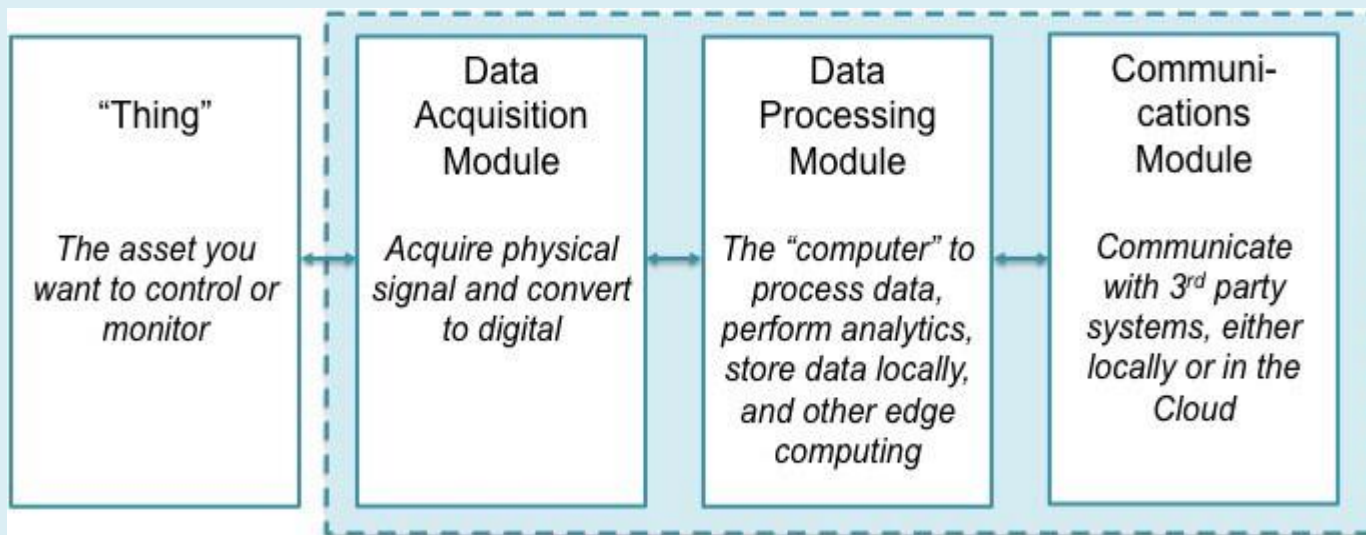 “Thing”
The asset you
want to control or
monitor
Data
Acquisition
Module
Acquire physical
signal and convert
to digital
Data
Processing
Module
The “computer” to
process data,
perform analytics,
store data locally,
and other edge
computing
Communi-
cations
Module
Communicate
with 3rd party
systems, either
locally or in the
Cloud